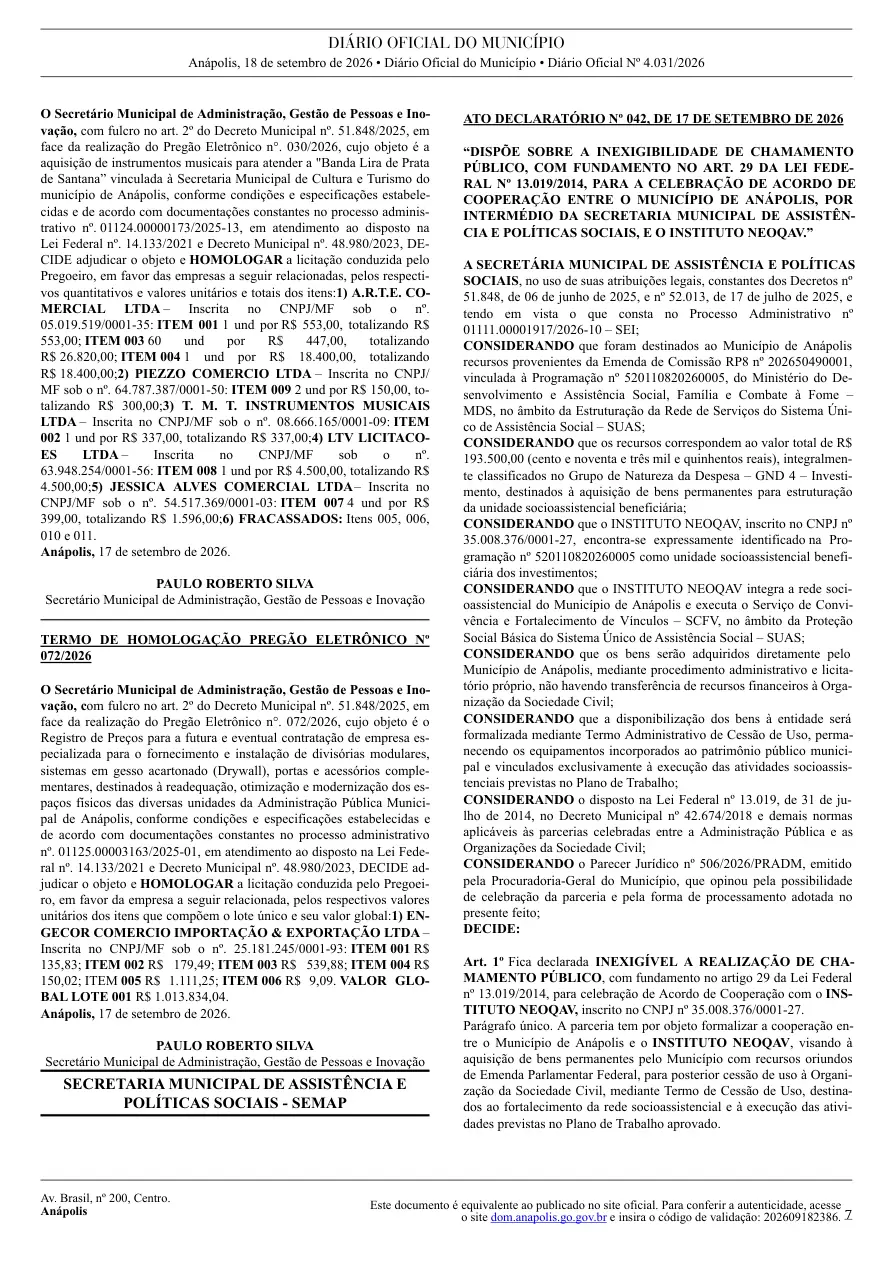 DIÁRIO OFICIAL DO MUNICÍPIO
Anápolis, 18 de setembro de 2026 • Diário Oficial do Município • Diário Oficial Nº 4.031/2026
O Secretário Municipal de Administração, Gestão de Pessoas e Ino-
vação, com fulcro no art. 2º do Decreto Municipal nº. 51.848/2025, em
face da realização do Pregão Eletrônico n°. 030/2026, cujo objeto é a
aquisição de instrumentos musicais para atender a "Banda Lira de Prata
de Santana” vinculada à Secretaria Municipal de Cultura e Turismo do
município de Anápolis, conforme condições e especificações estabele-
cidas e de acordo com documentações constantes no processo adminis-
trativo nº. 01124.00000173/2025-13, em atendimento ao disposto na
Lei Federal nº. 14.133/2021 e Decreto Municipal nº. 48.980/2023, DE-
CIDE adjudicar o objeto e HOMOLOGAR a licitação conduzida pelo
Pregoeiro, em favor das empresas a seguir relacionadas, pelos respecti-
vos quantitativos e valores unitários e totais dos itens:1) A.R.T.E. CO-
MERCIAL LTDA – Inscrita no CNPJ/MF sob o nº.
05.019.519/0001-35: ITEM 001 1 und por R$ 553,00, totalizando R$
553,00; ITEM 003 60 und por R$ 447,00, totalizando
R$ 26.820,00; ITEM 004 1 und por R$ 18.400,00, totalizando
R$ 18.400,00;2) PIEZZO COMERCIO LTDA – Inscrita no CNPJ/
MF sob o nº. 64.787.387/0001-50: ITEM 009 2 und por R$ 150,00, to-
talizando R$ 300,00;3) T. M. T. INSTRUMENTOS MUSICAIS
LTDA – Inscrita no CNPJ/MF sob o nº. 08.666.165/0001-09: ITEM
002 1 und por R$ 337,00, totalizando R$ 337,00;4) LTV LICITACO-
ES LTDA – Inscrita no CNPJ/MF sob o nº.
63.948.254/0001-56: ITEM 008 1 und por R$ 4.500,00, totalizando R$
4.500,00;5) JESSICA ALVES COMERCIAL LTDA – Inscrita no
CNPJ/MF sob o nº. 54.517.369/0001-03: ITEM 007 4 und por R$
399,00, totalizando R$ 1.596,00;6) FRACASSADOS: Itens 005, 006,
010 e 011.
Anápolis, 17 de setembro de 2026.
PAULO ROBERTO SILVA
Secretário Municipal de Administração, Gestão de Pessoas e Inovação
TERMO DE HOMOLOGAÇÃO PREGÃO ELETRÔNICO Nº
072/2026
O Secretário Municipal de Administração, Gestão de Pessoas e Ino-
vação, com fulcro no art. 2º do Decreto Municipal nº. 51.848/2025, em
face da realização do Pregão Eletrônico n°. 072/2026, cujo objeto é o
Registro de Preços para a futura e eventual contratação de empresa es-
pecializada para o fornecimento e instalação de divisórias modulares,
sistemas em gesso acartonado (Drywall), portas e acessórios comple-
mentares, destinados à readequação, otimização e modernização dos es-
paços físicos das diversas unidades da Administração Pública Munici-
pal de Anápolis, conforme condições e especificações estabelecidas e
de acordo com documentações constantes no processo administrativo
nº. 01125.00003163/2025-01, em atendimento ao disposto na Lei Fede-
ral nº. 14.133/2021 e Decreto Municipal nº. 48.980/2023, DECIDE ad-
judicar o objeto e HOMOLOGAR a licitação conduzida pelo Pregoei-
ro, em favor da empresa a seguir relacionada, pelos respectivos valores
unitários dos itens que compõem o lote único e seu valor global:1) EN-
GECOR COMERCIO IMPORTAÇÃO & EXPORTAÇÃO LTDA –
Inscrita no CNPJ/MF sob o nº. 25.181.245/0001-93: ITEM 001 R$
135,83; ITEM 002 R$ 179,49; ITEM 003 R$ 539,88; ITEM 004 R$
150,02; ITEM 005 R$ 1.111,25; ITEM 006 R$ 9,09. VALOR GLO-
BAL LOTE 001 R$ 1.013.834,04.
Anápolis, 17 de setembro de 2026.
PAULO ROBERTO SILVA
Secretário Municipal de Administração, Gestão de Pessoas e Inovação
SECRETARIA MUNICIPAL DE ASSISTÊNCIA E
POLÍTICAS SOCIAIS - SEMAP
ATO DECLARATÓRIO Nº 042, DE 17 DE SETEMBRO DE 2026
“DISPÕE SOBRE A INEXIGIBILIDADE DE CHAMAMENTO
PÚBLICO, COM FUNDAMENTO NO ART. 29 DA LEI FEDE-
RAL Nº 13.019/2014, PARA A CELEBRAÇÃO DE ACORDO DE
COOPERAÇÃO ENTRE O MUNICÍPIO DE ANÁPOLIS, POR
INTERMÉDIO DA SECRETARIA MUNICIPAL DE ASSISTÊN-
CIA E POLÍTICAS SOCIAIS, E O INSTITUTO NEOQAV.”
A SECRETÁRIA MUNICIPAL DE ASSISTÊNCIA E POLÍTICAS
SOCIAIS, no uso de suas atribuições legais, constantes dos Decretos nº
51.848, de 06 de junho de 2025, e nº 52.013, de 17 de julho de 2025, e
tendo em vista o que consta no Processo Administrativo nº
01111.00001917/2026-10 – SEI;
CONSIDERANDO que foram destinados ao Município de Anápolis
recursos provenientes da Emenda de Comissão RP8 nº 202650490001,
vinculada à Programação nº 520110820260005, do Ministério do De-
senvolvimento e Assistência Social, Família e Combate à Fome –
MDS, no âmbito da Estruturação da Rede de Serviços do Sistema Úni-
co de Assistência Social – SUAS;
CONSIDERANDO que os recursos correspondem ao valor total de R$
193.500,00 (cento e noventa e três mil e quinhentos reais), integralmen-
te classificados no Grupo de Natureza da Despesa – GND 4 – Investi-
mento, destinados à aquisição de bens permanentes para estruturação
da unidade socioassistencial beneficiária;
CONSIDERANDO que o INSTITUTO NEOQAV, inscrito no CNPJ nº
35.008.376/0001-27, encontra-se expressamente identificado na Pro-
gramação nº 520110820260005 como unidade socioassistencial benefi-
ciária dos investimentos;
CONSIDERANDO que o INSTITUTO NEOQAV integra a rede soci-
oassistencial do Município de Anápolis e executa o Serviço de Convi-
vência e Fortalecimento de Vínculos – SCFV, no âmbito da Proteção
Social Básica do Sistema Único de Assistência Social – SUAS;
CONSIDERANDO que os bens serão adquiridos diretamente pelo
Município de Anápolis, mediante procedimento administrativo e licita-
tório próprio, não havendo transferência de recursos financeiros à Orga-
nização da Sociedade Civil;
CONSIDERANDO que a disponibilização dos bens à entidade será
formalizada mediante Termo Administrativo de Cessão de Uso, perma-
necendo os equipamentos incorporados ao patrimônio público munici-
pal e vinculados exclusivamente à execução das atividades socioassis-
tenciais previstas no Plano de Trabalho;
CONSIDERANDO o disposto na Lei Federal nº 13.019, de 31 de ju-
lho de 2014, no Decreto Municipal nº 42.674/2018 e demais normas
aplicáveis às parcerias celebradas entre a Administração Pública e as
Organizações da Sociedade Civil;
CONSIDERANDO o Parecer Jurídico nº 506/2026/PRADM, emitido
pela Procuradoria-Geral do Município, que opinou pela possibilidade
de celebração da parceria e pela forma de processamento adotada no
presente feito;
DECIDE:
Art. 1º Fica declarada INEXIGÍVEL A REALIZAÇÃO DE CHA-
MAMENTO PÚBLICO, com fundamento no artigo 29 da Lei Federal
nº 13.019/2014, para celebração de Acordo de Cooperação com o INS-
TITUTO NEOQAV, inscrito no CNPJ nº 35.008.376/0001-27.
Parágrafo único. A parceria tem por objeto formalizar a cooperação en-
tre o Município de Anápolis e o INSTITUTO NEOQAV, visando à
aquisição de bens permanentes pelo Município com recursos oriundos
de Emenda Parlamentar Federal, para posterior cessão de uso à Organi-
zação da Sociedade Civil, mediante Termo de Cessão de Uso, destina-
dos ao fortalecimento da rede socioassistencial e à execução das ativi-
dades previstas no Plano de Trabalho aprovado.
Av. Brasil, nº 200, Centro.
Anápolis
Este documento é equivalente ao publicado no site oficial. Para conferir a autenticidade, acesse
o site dom.anapolis.go.gov.br e insira o código de validação: 202609182386. 7